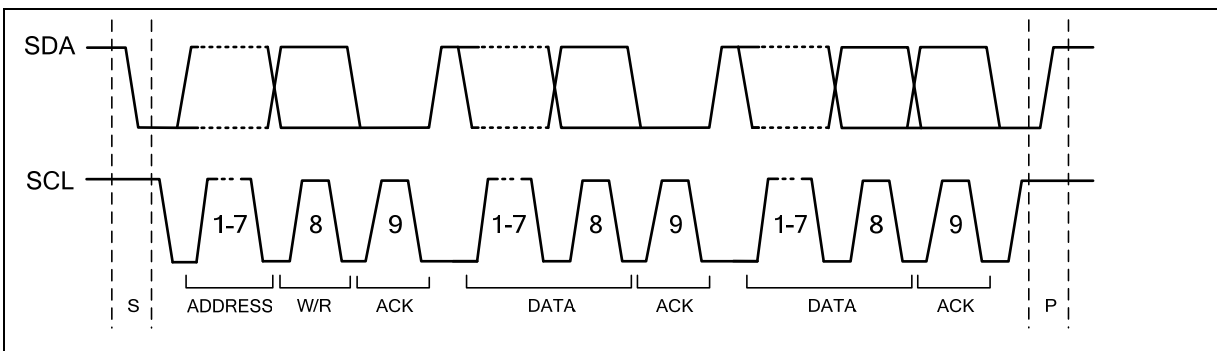 SDA
SCL
1-7 8 9 1-7 8 9 1-7 8 9
S ADDRESS W/R ACK DATA ACK DATA ACK P